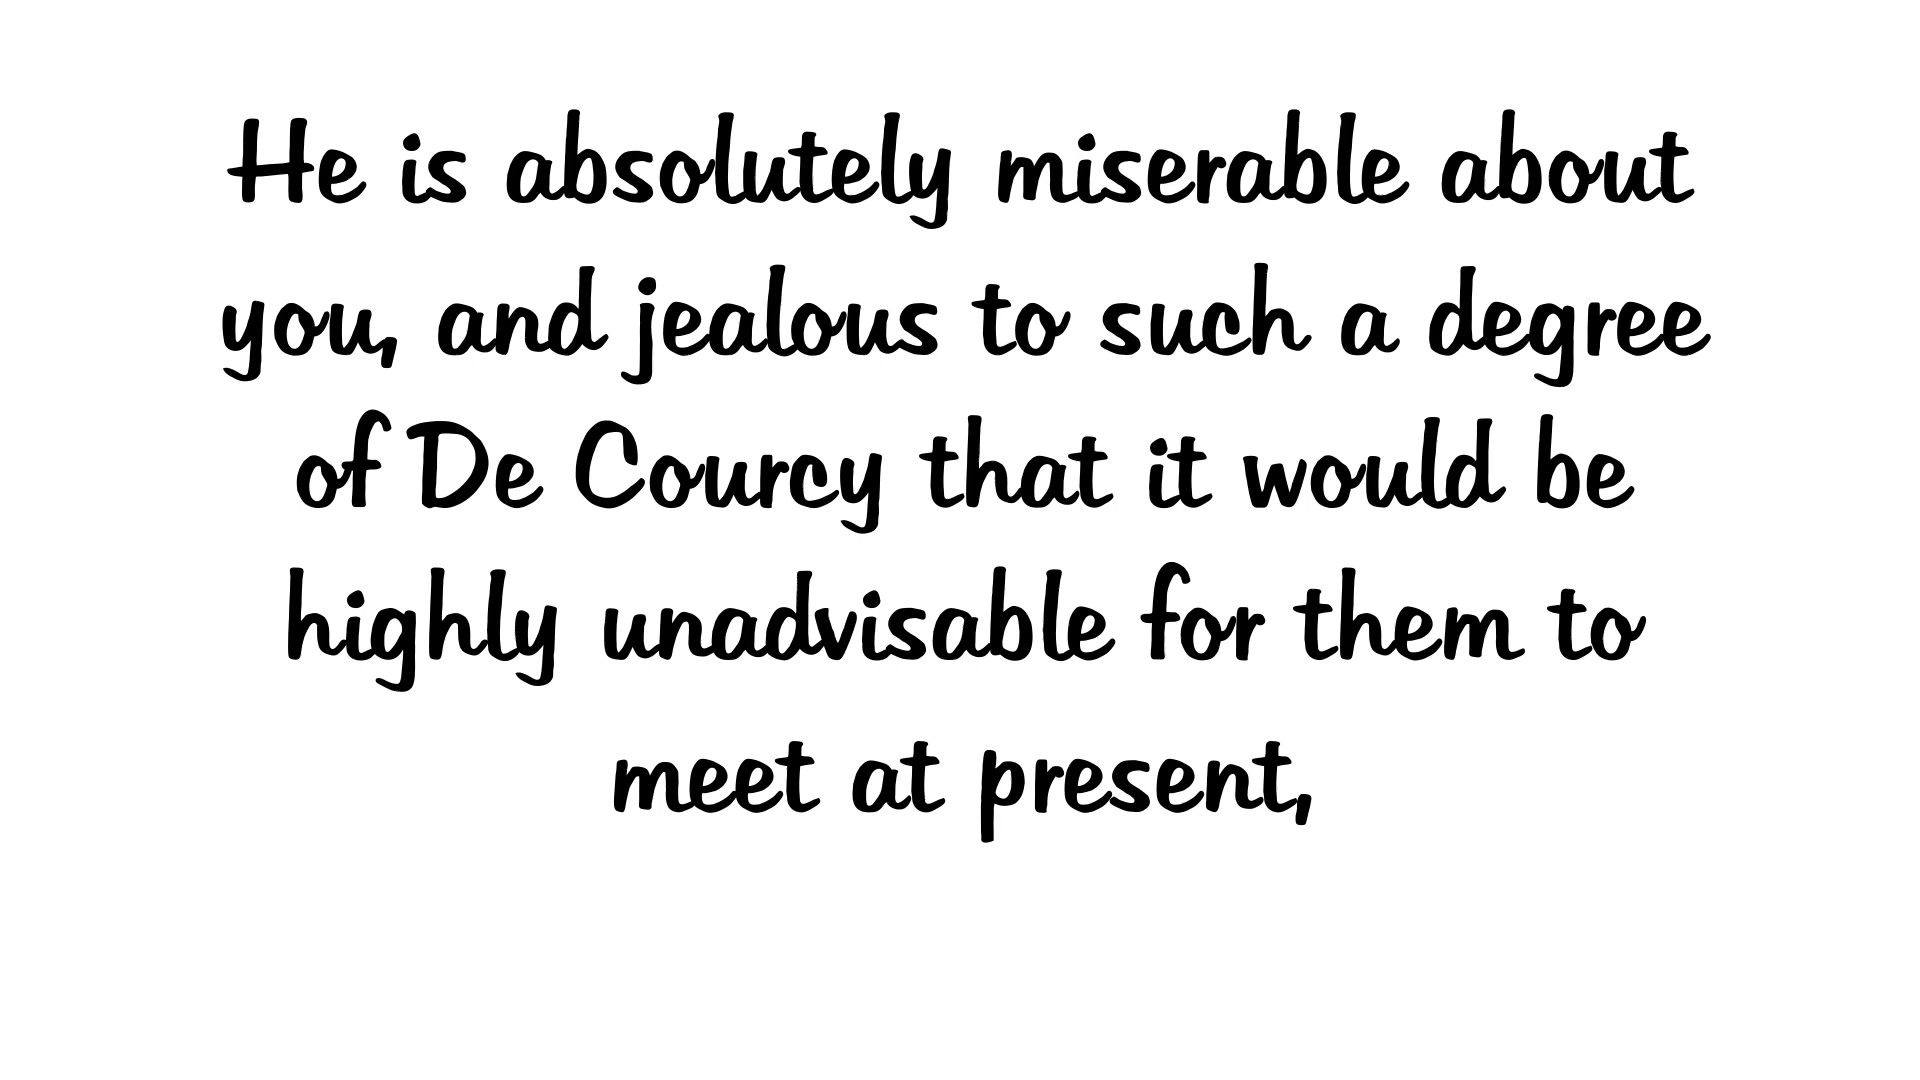 He is absolutely miserable about
you, and jealous to such a degree
of De Courcy that it would be
highly unadvisable for them to
meet at present,